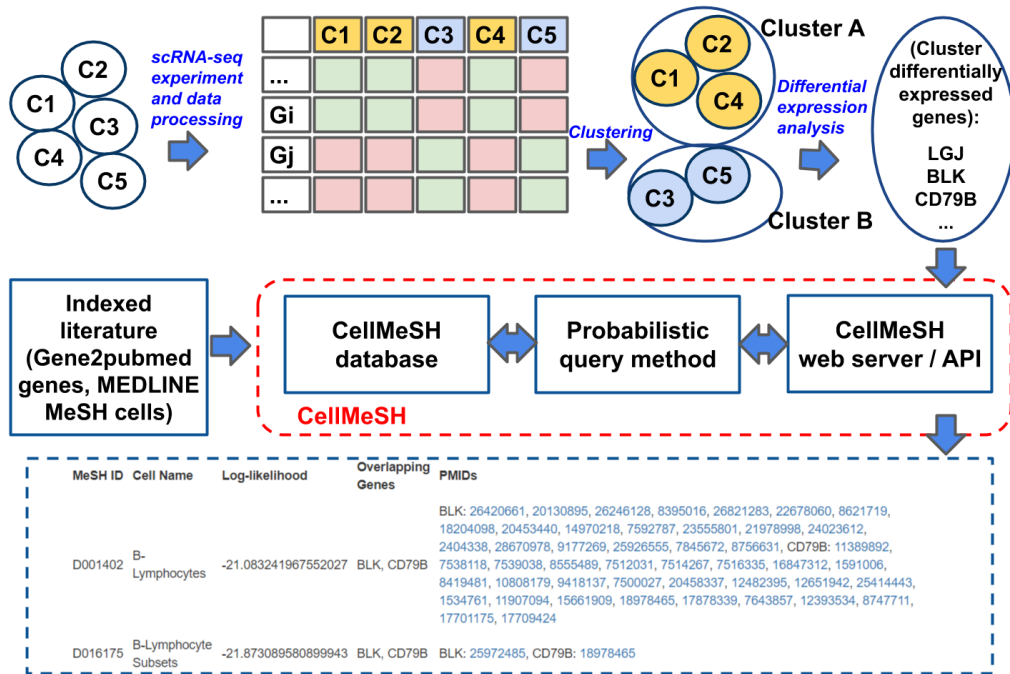 C2
C1
C3
C4
C5
scRNA-seq
experiment
and data
processing
C1 C2 C3 C4 C5
...
Gi
Gj
...
Clustering
Cluster A
C2
C1
C4
C5
C3
Cluster B
Differential
expression
analysis
(Cluster
differentially
expressed
genes):
LGJ
BLK
CD79B
...
Indexed
literature
(Gene2pubmed
genes, MEDLINE
MeSH cells)
CellMeSH
database
Probabilistic
query method
CellMeSH
web server / API
CellMeSH
MeSH ID Cell Name Log-likelihood Overlapping Genes PMIDs
BLK: 26420661, 20130895, 26246128, 8395016, 26821283, 22678060, 8621719,
18204098, 20453440, 14970218, 7592787, 23555801, 21978998, 24023612,
2404338, 28670978, 9177269, 25926555, 7845672, 8756631, CD79B: 11389892,
D001402 B-Lymphocytes -21.083241967552027 BLK, CD79B 7538118, 7539038, 8555489, 7512031, 7514267, 7516335, 16847312, 1591006,
8419481, 10808179, 9418137, 7500027, 20458337, 12482395, 12651942, 25414443,
1534761, 11907094, 15661909, 18978465, 17878339, 7643857, 12393534, 8747711,
17701175, 17709424
D016175 B-Lymphocyte Subsets -21.873089580899943 BLK, CD79B BLK: 25972485, CD79B: 18978465